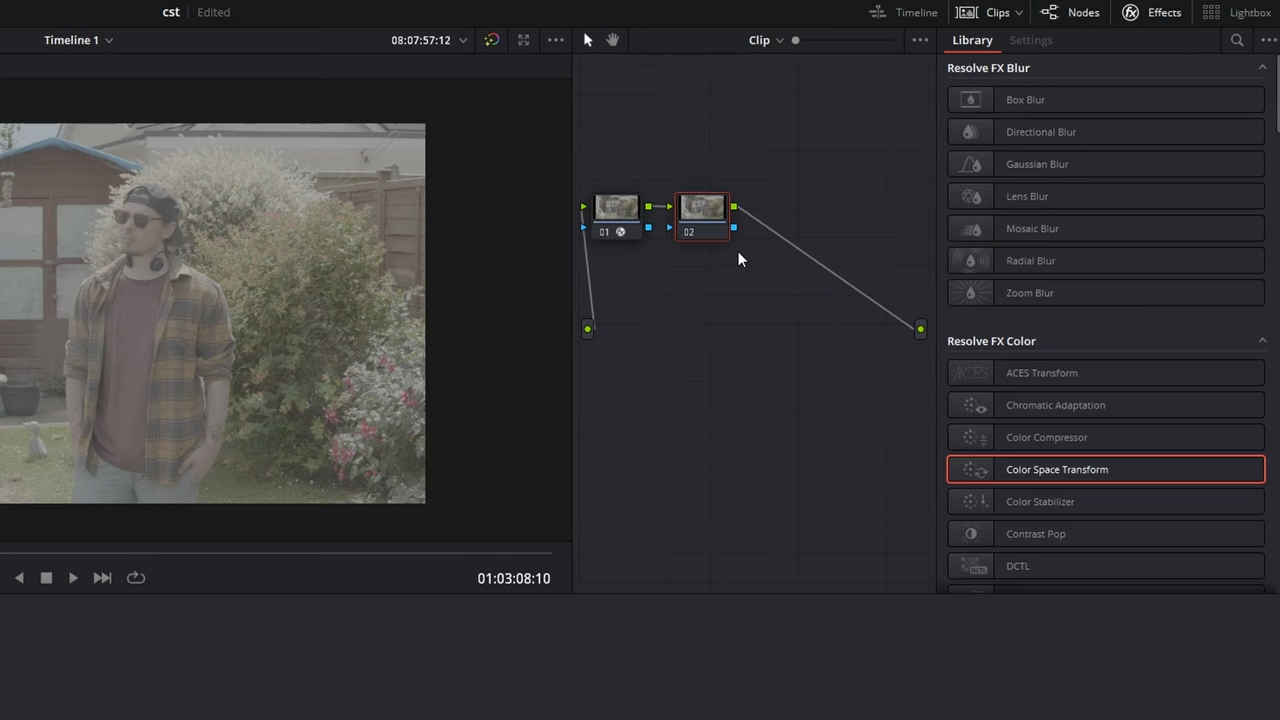 cst Edited
Timeline Clips Nodes Effects Lightbox
Timeline 1 08:07:57:12 Clip Library Settings
Resolve FX Blur
Box Blur
Directional Blur
Gaussian Blur
Lens Blur
Mosaic Blur
Radial Blur
Zoom Blur
01 02
Resolve FX Color
ACES ACES Transform
Chromatic Adaptation
Color Compressor
Color Space Transform
Color Stabilizer
Contrast Pop
DCTL DCTL
01:03:08:10